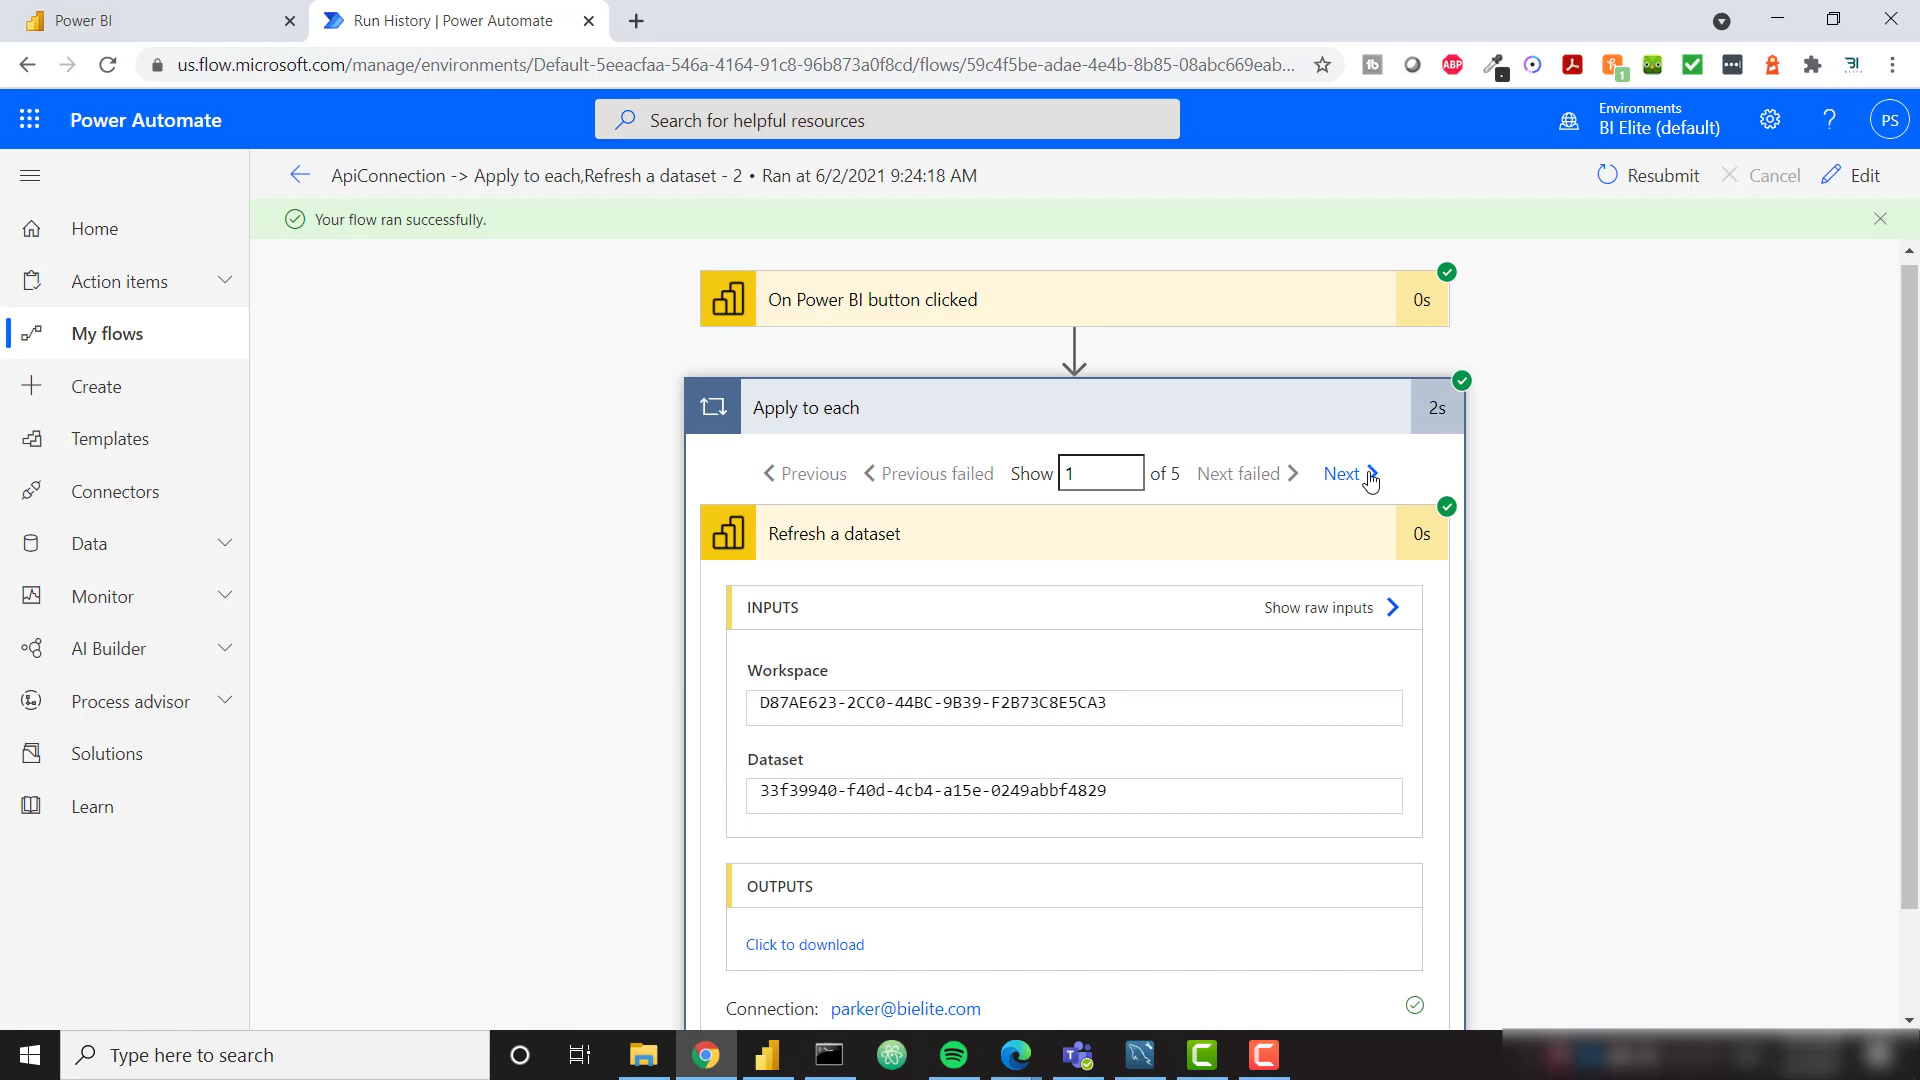 Power BI
Run History | Power Automate
us.flow.microsoft.com/manage/environments/Default-5eeacfaa-546a-4164-91c8-96b873a0f8cd/flows/59c4f5be-adae-4e4b-8b85-08abc669eab...
ABP
1
BI
Power Automate
Search for helpful resources
Environments
BI Elite (default)
?
PS
ApiConnection -> Apply to each,Refresh a dataset - 2 • Ran at 6/2/2021 9:24:18 AM
Resubmit
Cancel
Edit
Your flow ran successfully.
Home
Action items
My flows
Create
Templates
Connectors
Data
Monitor
AI Builder
Process advisor
Solutions
Learn
On Power BI button clicked
0s
Apply to each
2s
Previous
Previous failed
Show 1 of 5
Next failed
Next
Refresh a dataset
0s
INPUTS
Show raw inputs
Workspace
D87AE623-2CC0-44BC-9B39-F2B73C8E5CA3
Dataset
33f39940-f40d-4cb4-a15e-0249abbf4829
OUTPUTS
Click to download
Connection: parker@bielite.com
Type here to search